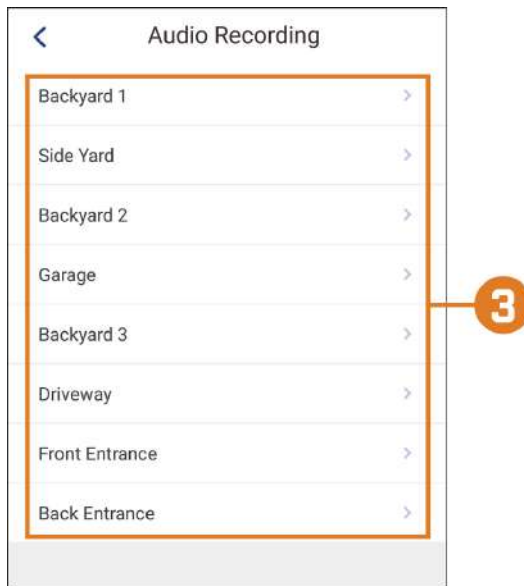 Audio Recording
Backyard 1
Side Yard
Backyard 2
Garage
3
Backyard 3
Driveway
Front Entrance
Back Entrance